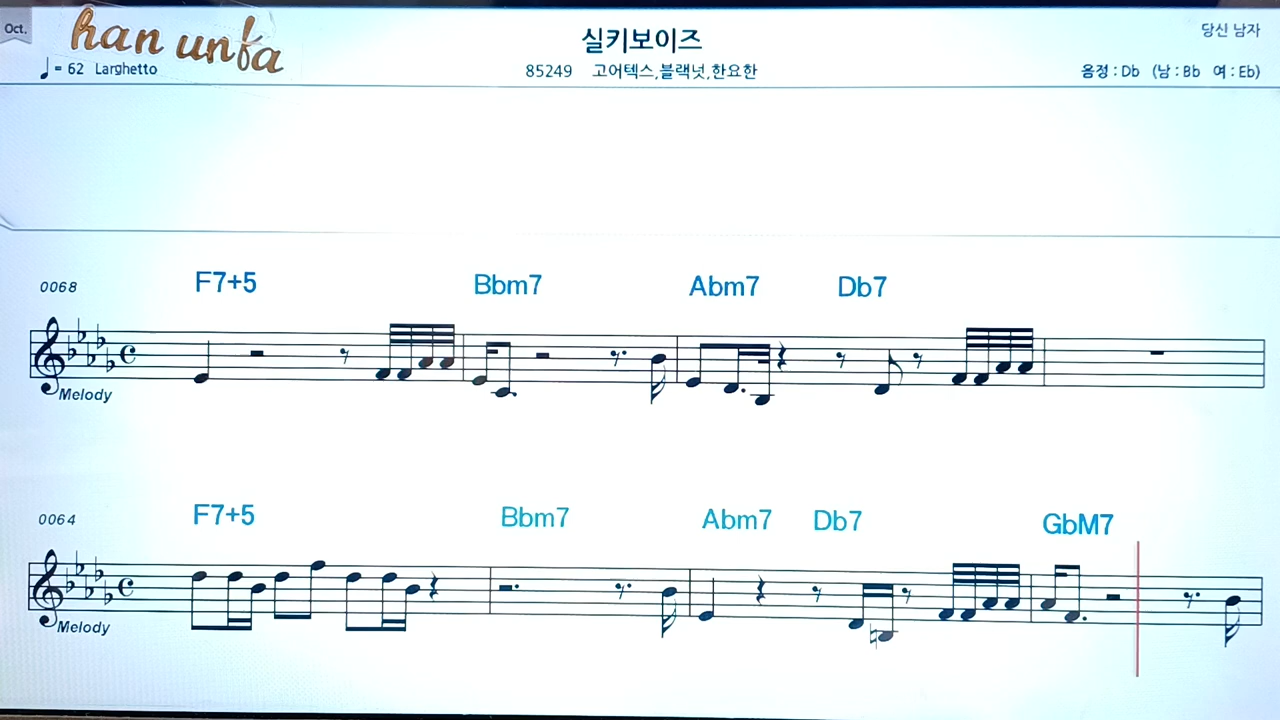 Oct.
han unfa
실키보이즈
당신 남자
♩= 62 Larghetto
85249 고어텍스,블랙넛,한요한
음정 : Db (남 : Bb 여 : Eb)
0068
F7+5 Bbm7 Abm7 Db7
Melody
0064
F7+5 Bbm7 Abm7 Db7 GbM7
Melody